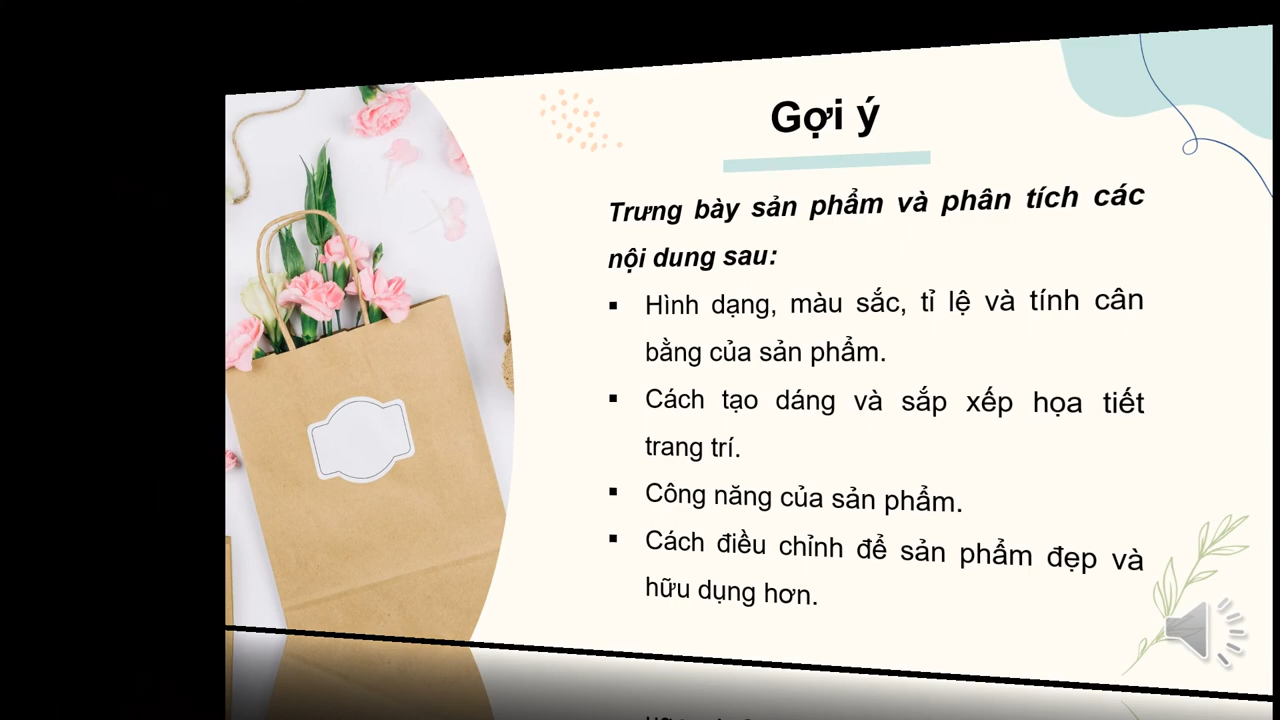 Gợi ý
Trưng bày sản phẩm và phân tích các
nội dung sau:
▪ Hình dạng, màu sắc, tỉ lệ và tính cân
bằng của sản phẩm.
▪ Cách tạo dáng và sắp xếp họa tiết
trang trí.
▪ Công năng của sản phẩm.
▪ Cách điều chỉnh để sản phẩm đẹp và
hữu dụng hơn.